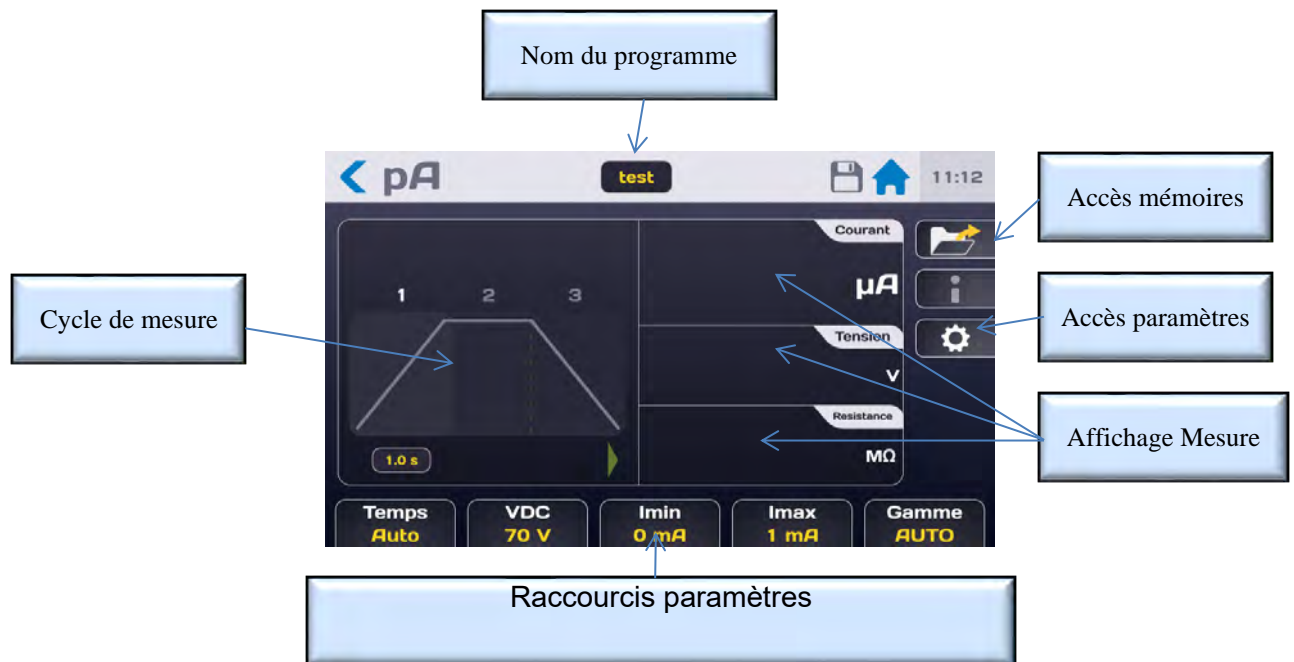 Nom du programme
pA
test
11:12
Accès mémoires
Courant
µA
1 2 3
Cycle de mesure
Accès paramètres
Tension
V
Resistance
MΩ
Affichage Mesure
1.0 s
Temps
Auto
VDC
70 V
Imin
0 mA
Imax
1 mA
Gamme
AUTO
Raccourcis paramètres